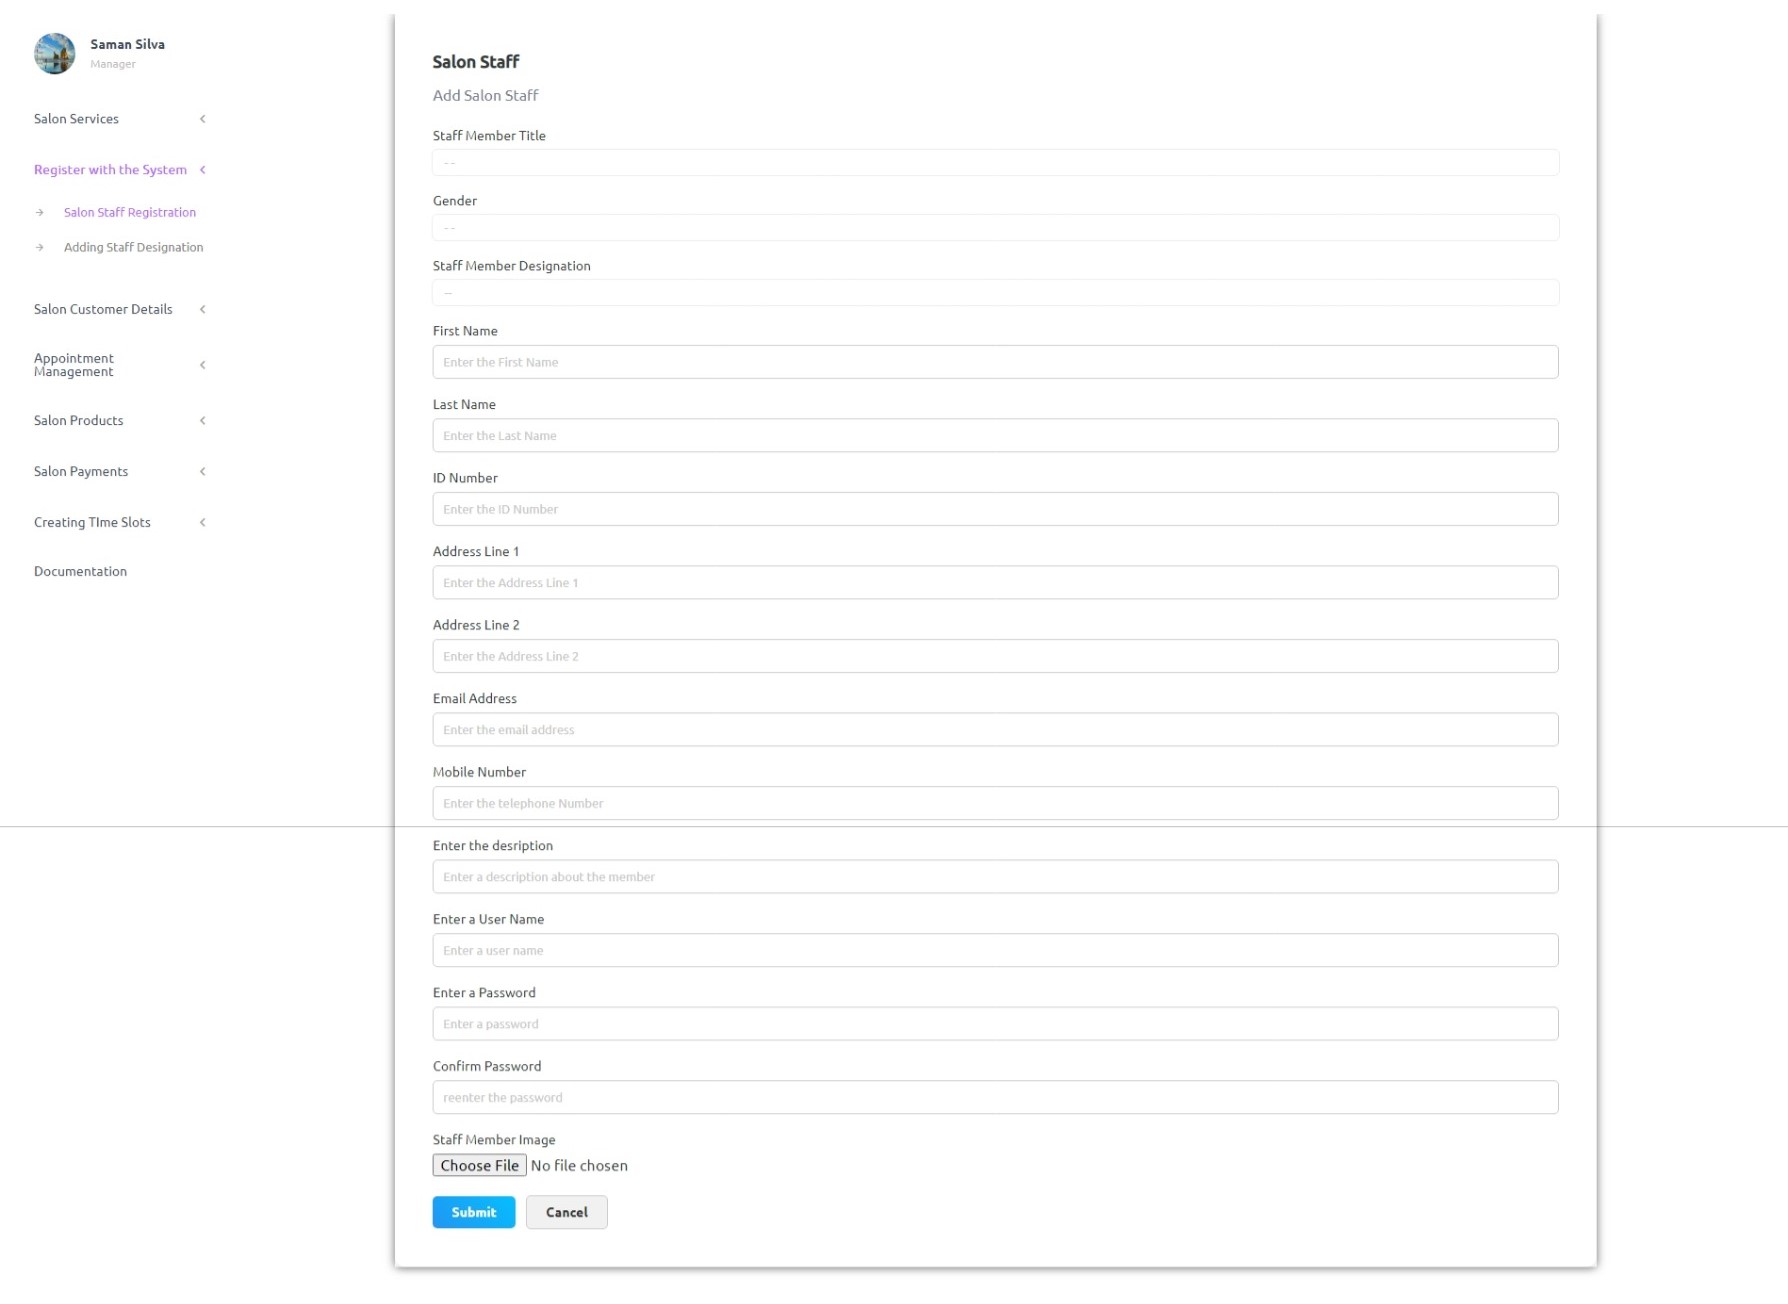 Saman Silva
Manager
Salon Services
Register with the System
Salon Staff Registration
Adding Staff Designation
Salon Customer Details
Appointment
Management
Salon Products
Salon Payments
Creating TIme Slots
Documentation
Salon Staff
Add Salon Staff
Staff Member Title
--
Gender
--
Staff Member Designation
--
First Name
Enter the First Name
Last Name
Enter the Last Name
ID Number
Enter the ID Number
Address Line 1
Enter the Address Line 1
Address Line 2
Enter the Address Line 2
Email Address
Enter the email address
Mobile Number
Enter the telephone Number
Enter the desription
Enter a description about the member
Enter a User Name
Enter a user name
Enter a Password
Enter a password
Confirm Password
reenter the password
Staff Member Image
Choose File No file chosen
Submit Cancel